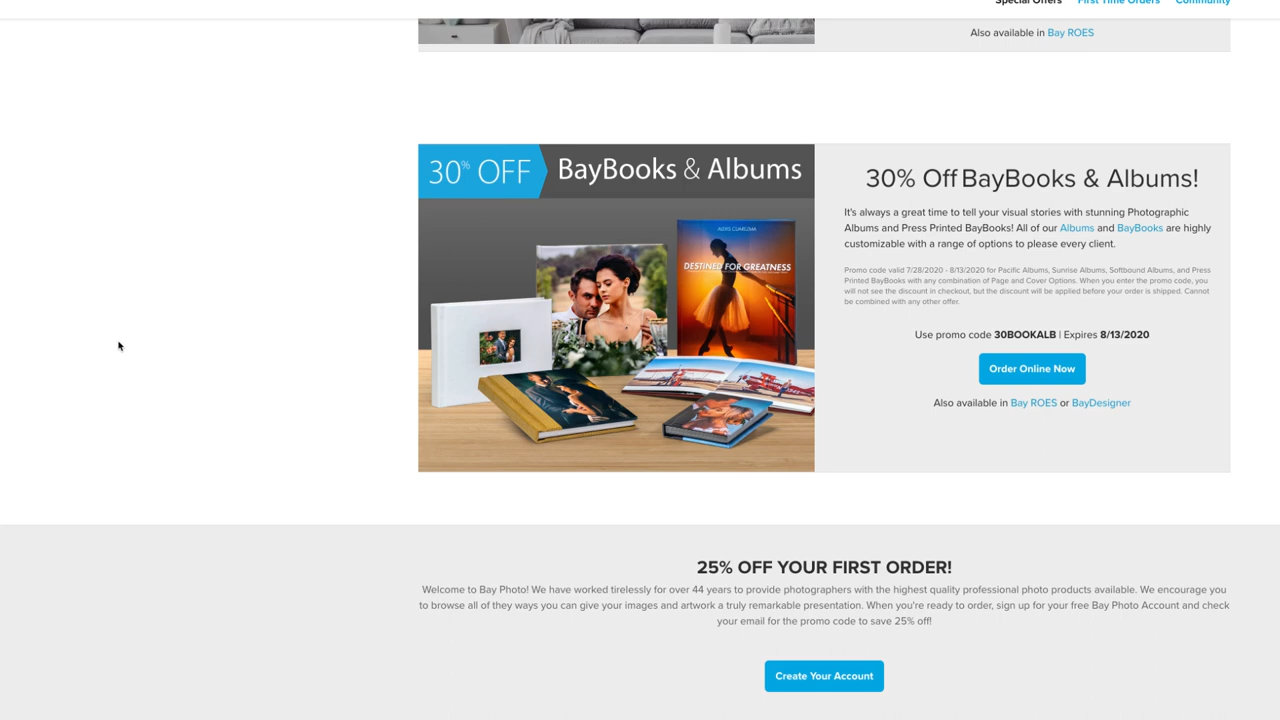 Special Offers First Time Orders Community
Also available in Bay ROES
30% OFF BayBooks & Albums
ALEXIS CUAREZMA
DESTINED FOR GREATNESS
30% Off BayBooks & Albums!
It's always a great time to tell your visual stories with stunning Photographic
Albums and Press Printed BayBooks! All of our Albums and BayBooks are highly
customizable with a range of options to please every client.
Promo code valid 7/28/2020 - 8/13/2020 for Pacific Albums, Sunrise Albums, Softbound Albums, and Press
Printed BayBooks with any combination of Page and Cover Options. When you enter the promo code, you
will not see the discount in checkout, but the discount will be applied before your order is shipped. Cannot
be combined with any other offer.
Use promo code 30BOOKALB | Expires 8/13/2020
Order Online Now
Also available in Bay ROES or BayDesigner
25% OFF YOUR FIRST ORDER!
Welcome to Bay Photo! We have worked tirelessly for over 44 years to provide photographers with the highest quality professional photo products available. We encourage you
to browse all of they ways you can give your images and artwork a truly remarkable presentation. When you're ready to order, sign up for your free Bay Photo Account and check
your email for the promo code to save 25% off!
Create Your Account